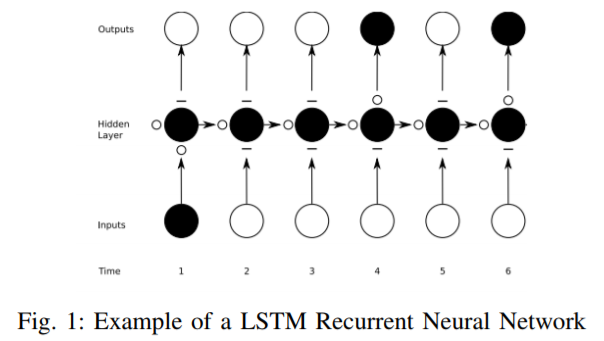 Outputs
Hidden
Layer
Inputs
Time 1 2 3 4 5 6
Fig. 1: Example of a LSTM Recurrent Neural Network